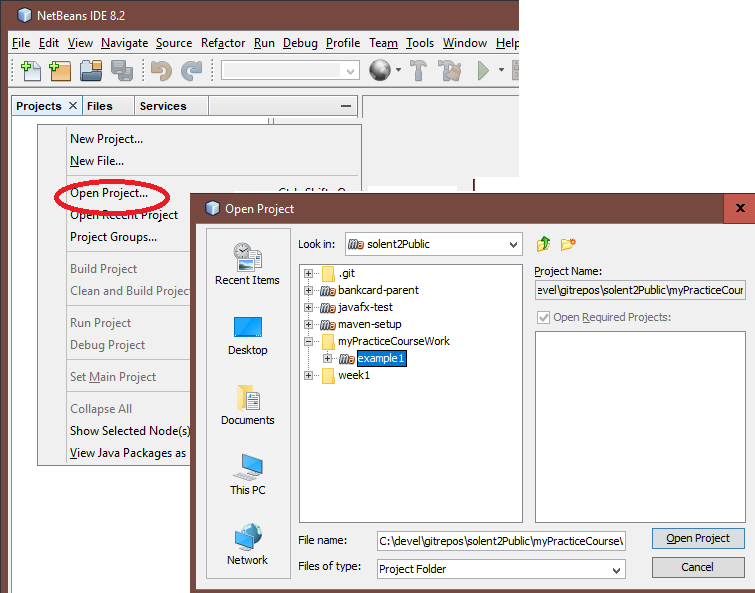 NetBeans IDE 8.2
File Edit View Navigate Source Refactor Run Debug Profile Team Tools Window Help
Projects Files Services
New Project...
New File...
Open Project...
Open Recent Project
Project Groups...
Build Project
Clean and Build Project
Run Project
Debug Project
Set Main Project
Collapse All
Show Selected Node(s)
View Java Packages as
Open Project
Look in: solent2Public
Recent Items
Desktop
Documents
This PC
Network
.git
bankcard-parent
javafx-test
maven-setup
myPracticeCourseWork
example1
week1
Project Name:
evel\gitrepos\solent2Public\myPracticeCour
Open Required Projects:
File name: C:\devel\gitrepos\solent2Public\myPracticeCourse\
Open Project
Files of type: Project Folder
Cancel